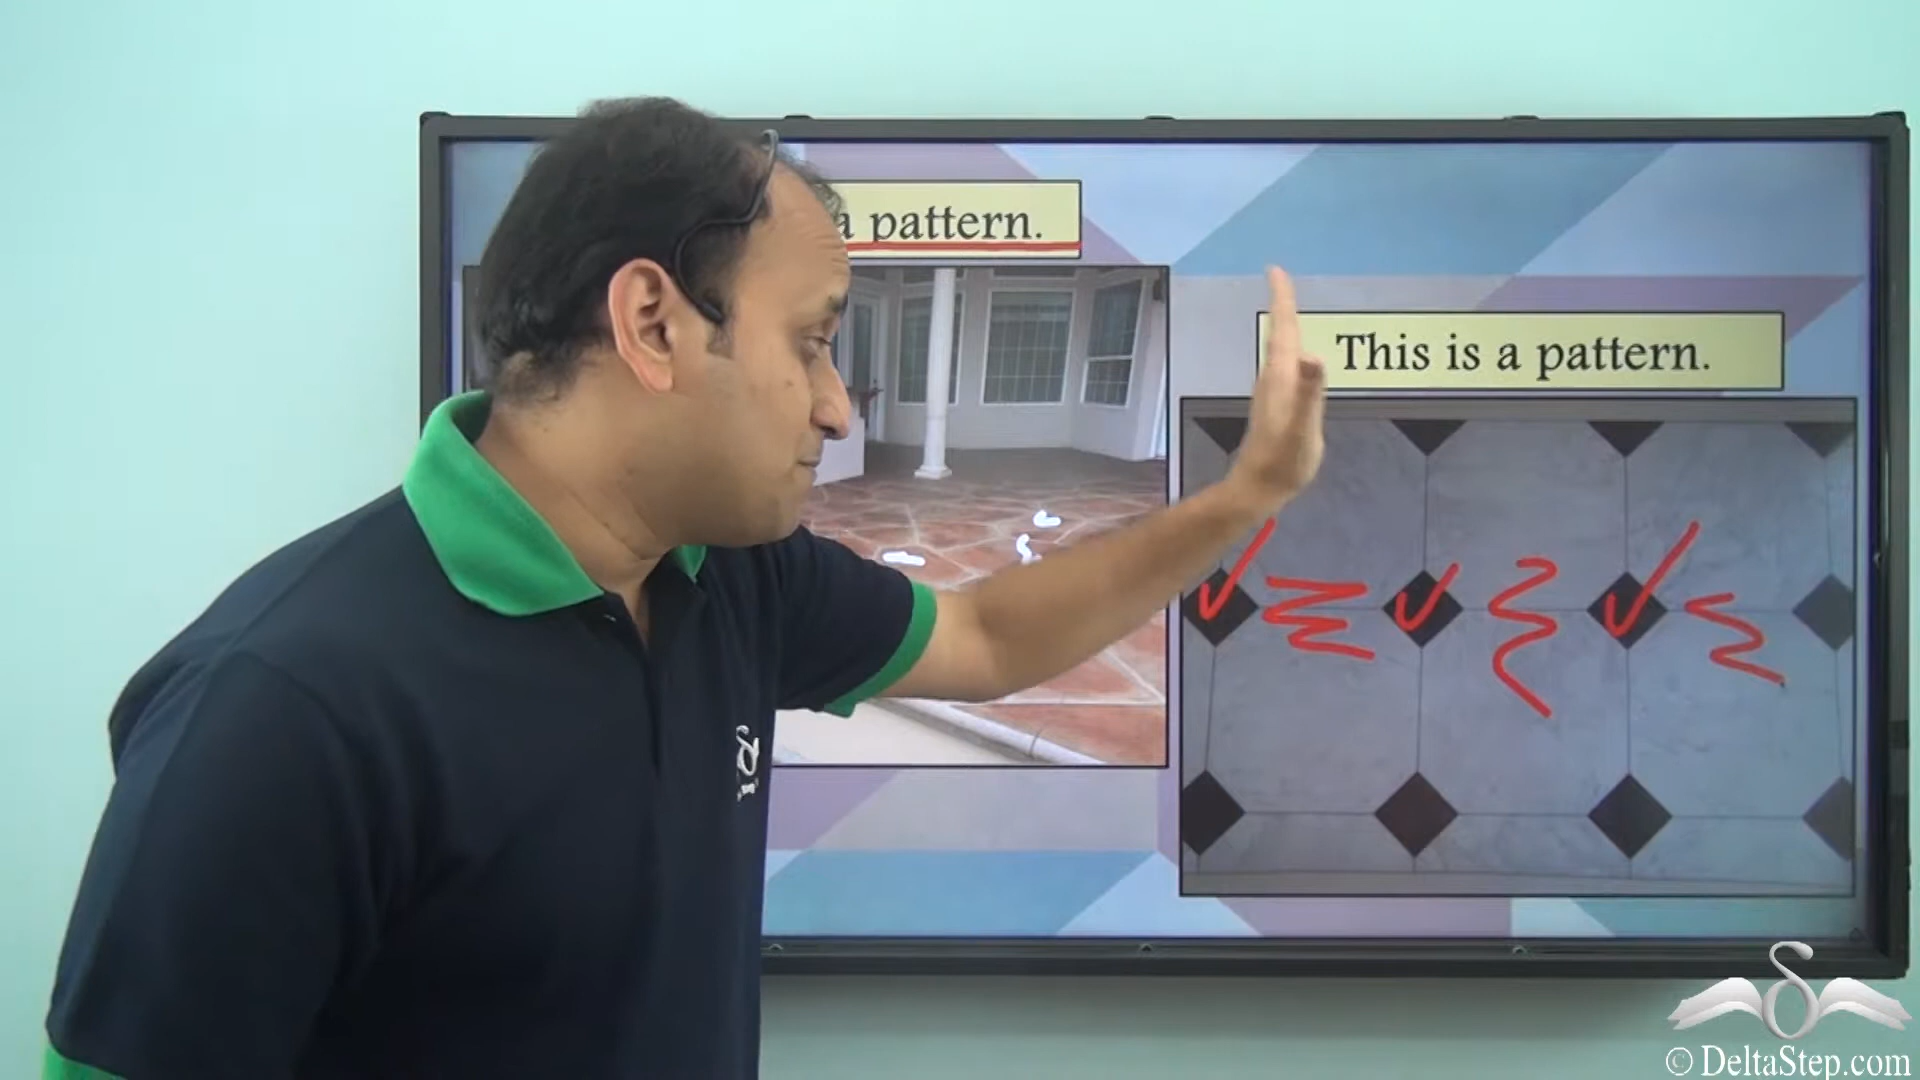 a pattern.
This is a pattern.
© DeltaStep.com